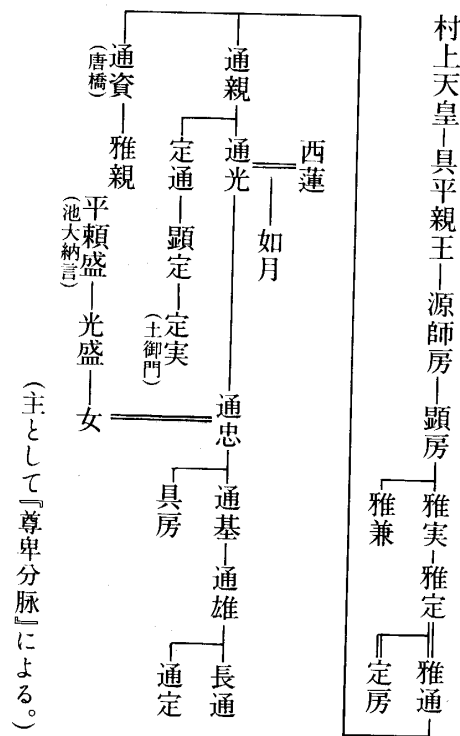 村上天皇―具平親王―源師房―顕房
雅実―雅定
雅通
雅兼
定房
西蓮
如月
通親
通光
通忠
通基―通雄
長通
通定
具房
定通―顕定―定実
(土御門)
通資―雅親
(唐橋)
平頼盛―光盛―女
(池大納言)
(主として『尊卑分脉』による。)